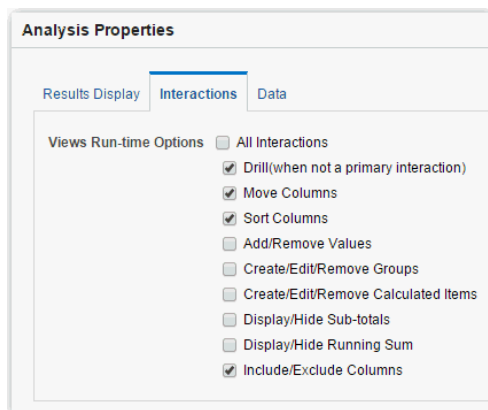 Analysis Properties
Results Display Interactions Data
Views Run-time Options All Interactions
Drill(when not a primary interaction)
Move Columns
Sort Columns
Add/Remove Values
Create/Edit/Remove Groups
Create/Edit/Remove Calculated Items
Display/Hide Sub-totals
Display/Hide Running Sum
Include/Exclude Columns